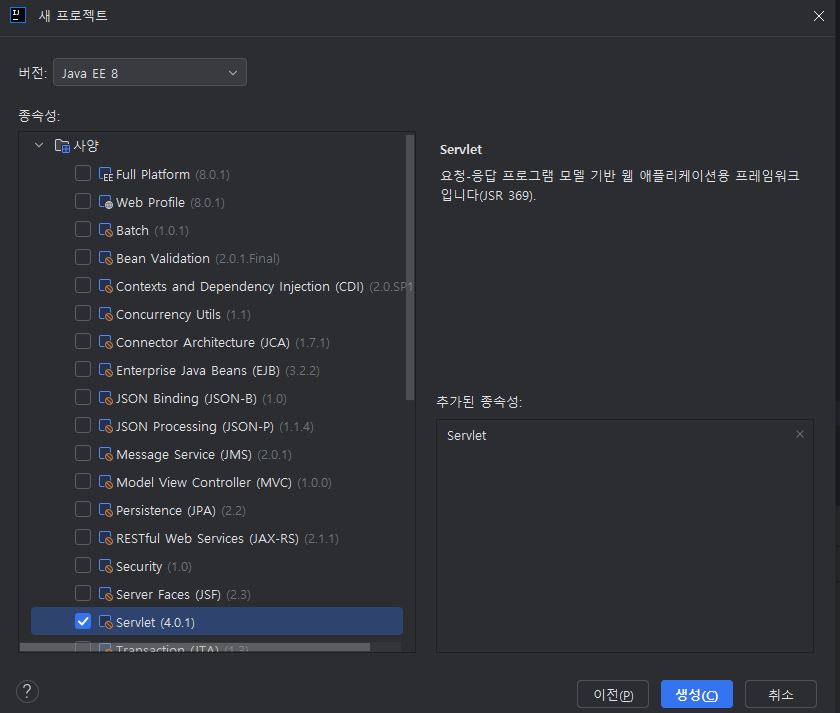 새 프로젝트
버전: Java EE 8
종속성:
사양
Full Platform (8.0.1)
Web Profile (8.0.1)
Batch (1.0.1)
Bean Validation (2.0.1.Final)
Contexts and Dependency Injection (CDI) (2.0.SP1
Concurrency Utils (1.1)
Connector Architecture (JCA) (1.7.1)
Enterprise Java Beans (EJB) (3.2.2)
JSON Binding (JSON-B) (1.0)
JSON Processing (JSON-P) (1.1.4)
Message Service (JMS) (2.0.1)
Model View Controller (MVC) (1.0.0)
Persistence (JPA) (2.2)
RESTful Web Services (JAX-RS) (2.1.1)
Security (1.0)
Server Faces (JSF) (2.3)
Servlet (4.0.1)
Transaction (JTA) (1.3)
Servlet
요청-응답 프로그램 모델 기반 웹 애플리케이션용 프레임워크
입니다(JSR 369).
추가된 종속성:
Servlet
?
이전(P) 생성(C) 취소